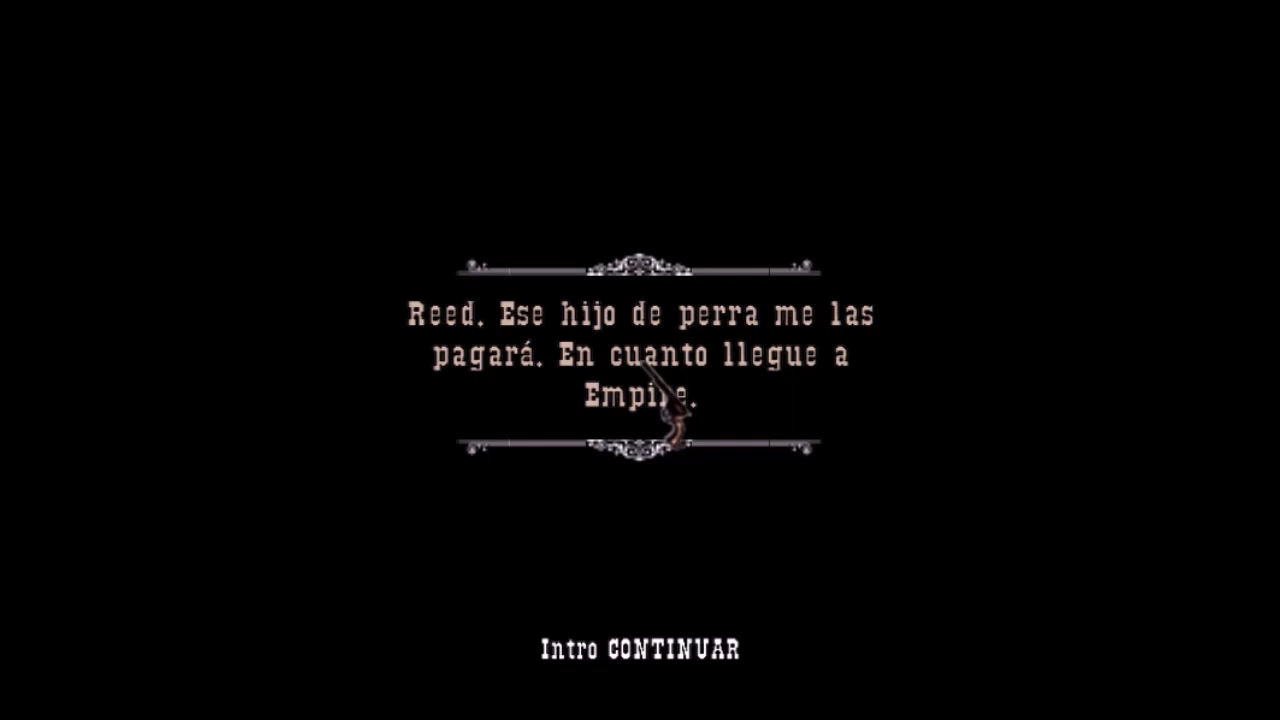 Reed. Ese hijo de perra me las
pagará. En cuanto llegue a
Empire.
Intro CONTINUAR